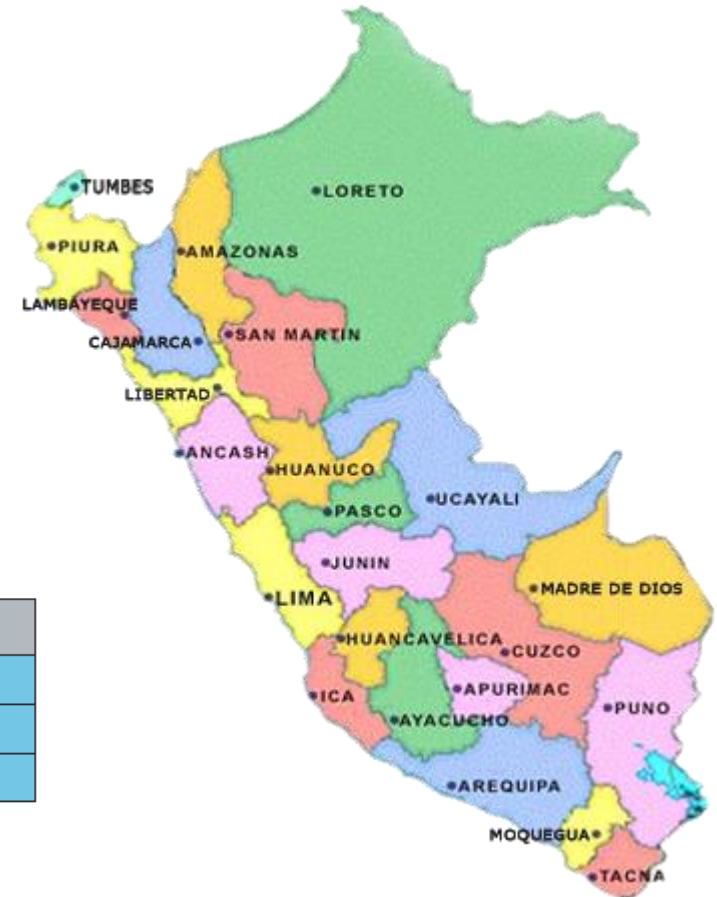 TUMBES
LORETO
PIURA
AMAZONAS
LAMBAYEQUE
SAN MARTIN
CAJAMARCA
LIBERTAD
ANCASH
HUANUCO
UCAYALI
PASCO
JUNIN
MADRE DE DIOS
LIMA
HUANCAVELICA
CUZCO
APURIMAC
ICA
PUNO
AYACUCHO
AREQUIPA
MOQUEGUA
TACNA